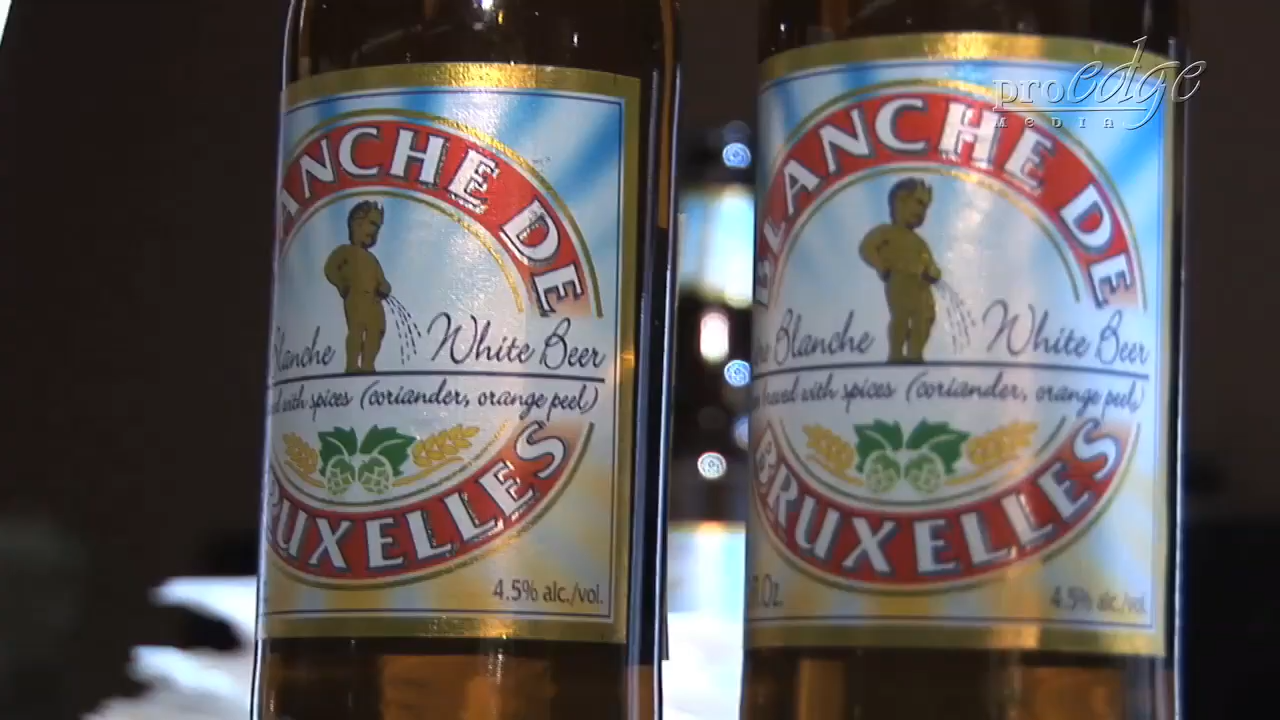 ANCHE DE
Blanche White Beer
with spices (coriander, orange peel)
RUXELLES
4.5% alc./vol.
BLANCHE DE
Blanche White Beer
brewed with spices (coriander, orange peel)
BRUXELLES
Oz. 4.5% alc./vol.
proedge
MEDIA